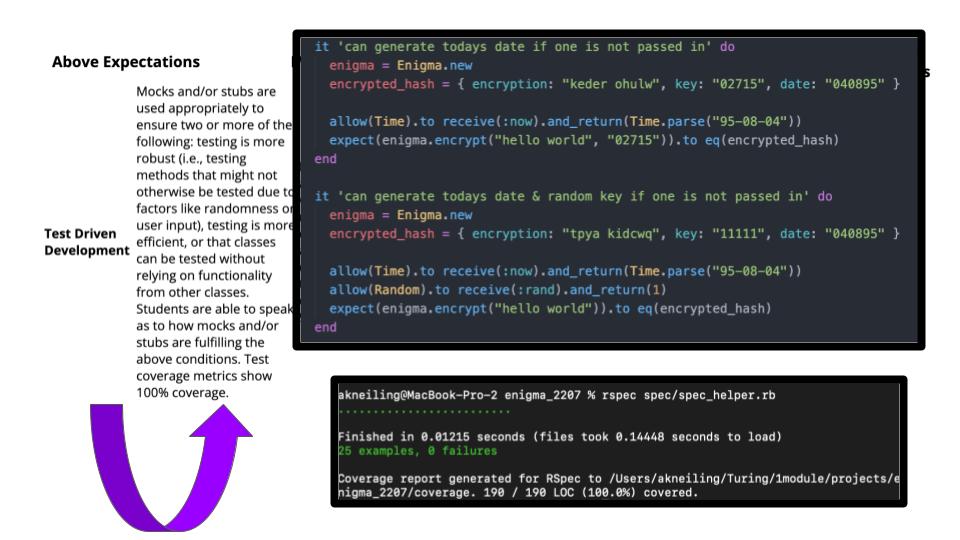 Above Expectations
Mocks and/or stubs are
used appropriately to
ensure two or more of the
following: testing is more
robust (i.e., testing
methods that might not
otherwise be tested due to
factors like randomness or
user input), testing is more
efficient, or that classes
can be tested without
relying on functionality
from other classes.
Students are able to speak
as to how mocks and/or
stubs are fulfilling the
above conditions. Test
coverage metrics show
100% coverage.
Test Driven
Development
it 'can generate todays date if one is not passed in' do
enigma = Enigma.new
encrypted_hash = { encryption: "keder ohulw", key: "02715", date: "040895" }
allow(Time).to receive(:now).and_return(Time.parse("95-08-04"))
expect(enigma.encrypt("hello world", "02715")).to eq(encrypted_hash)
end
it 'can generate todays date & random key if one is not passed in' do
enigma = Enigma.new
encrypted_hash = { encryption: "tpya kidcwq", key: "11111", date: "040895" }
allow(Time).to receive(:now).and_return(Time.parse("95-08-04"))
allow(Random).to receive(:rand).and_return(1)
expect(enigma.encrypt("hello world")).to eq(encrypted_hash)
end
akneiling@MacBook-Pro-2 enigma_2207 % rspec spec/spec_helper.rb
.........................
Finished in 0.01215 seconds (files took 0.14448 seconds to load)
25 examples, 0 failures
Coverage report generated for RSpec to /Users/akneiling/Turing/1module/projects/e
nigma_2207/coverage. 190 / 190 LOC (100.0%) covered.